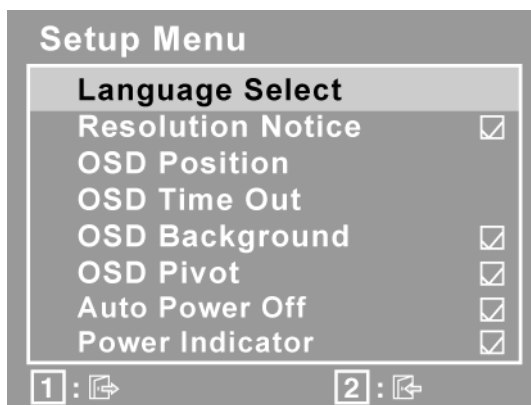 Setup Menu
Language Select
Resolution Notice
OSD Position
OSD Time Out
OSD Background
OSD Pivot
Auto Power Off
Power Indicator
1 : 2 :